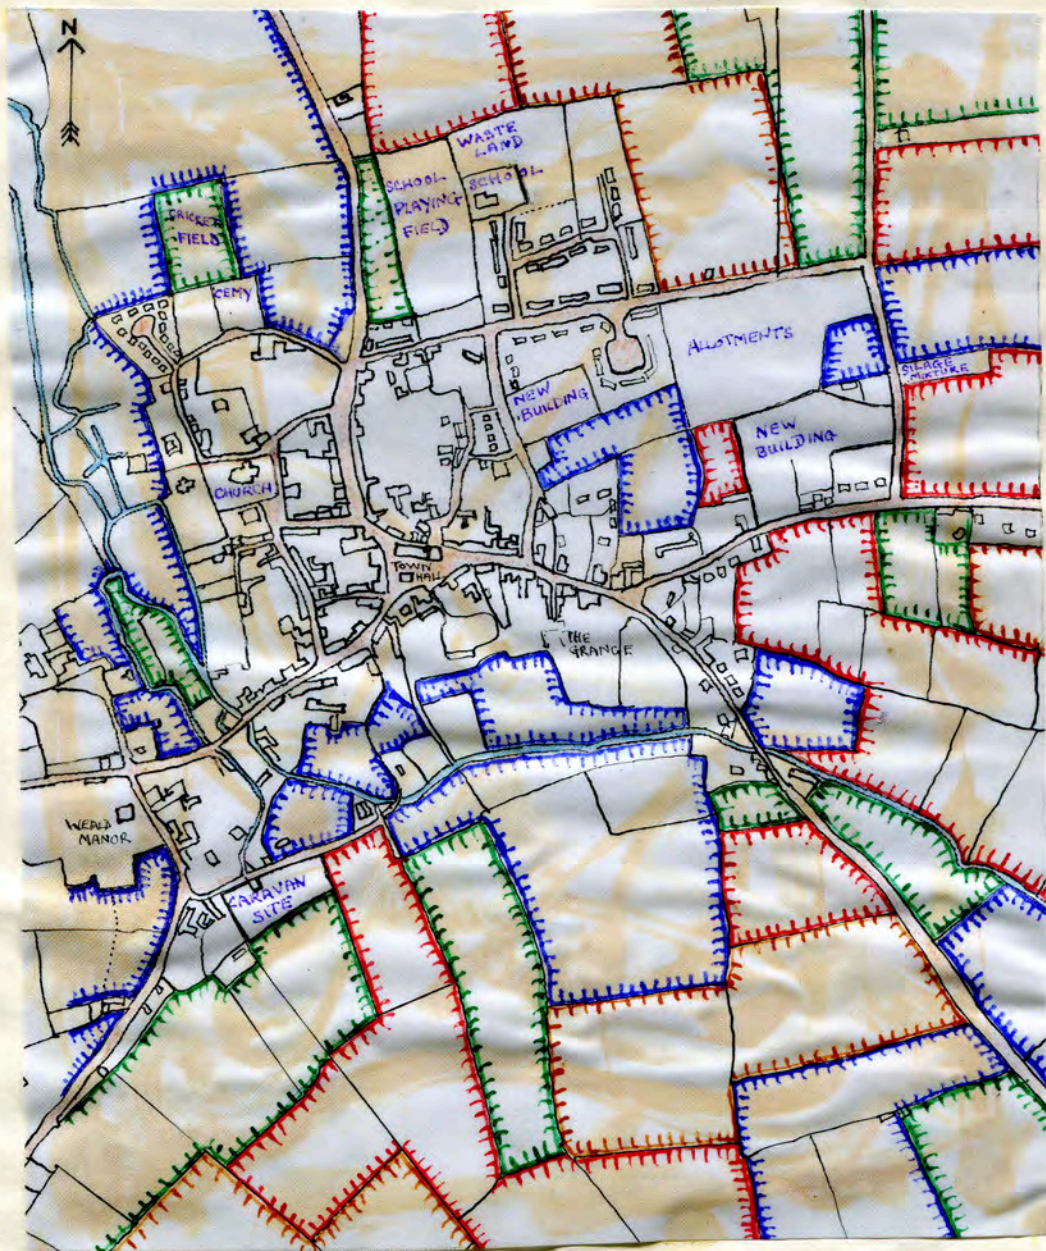 N
WASTE
LAND
SCHOOL
PLAYING
FIELD
SCHOOL
CRICKET
FIELD
CEMY
ALLOTMENTS
SILAGE
MIXTURE
NEW
BUILDING
NEW
BUILDING
CHURCH
TOWN
HALL
THE
GRANGE
WEALD
MANOR
CARAVAN
SITE